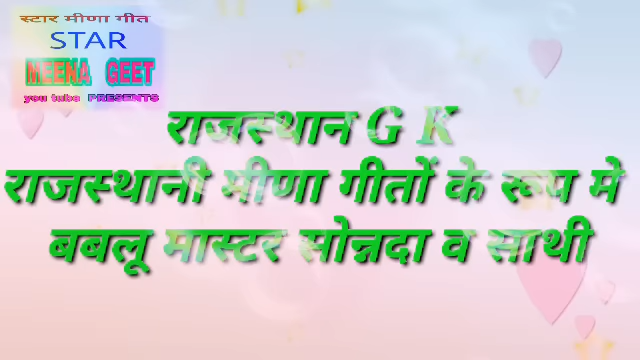 स्टार मीणा गीत
STAR
MEENA GEET
you tube PRESENTS
राजस्थान G K
राजस्थानी मीणा गीतों के रूप मे
बबलू मास्टर सोन्नदा व साथी